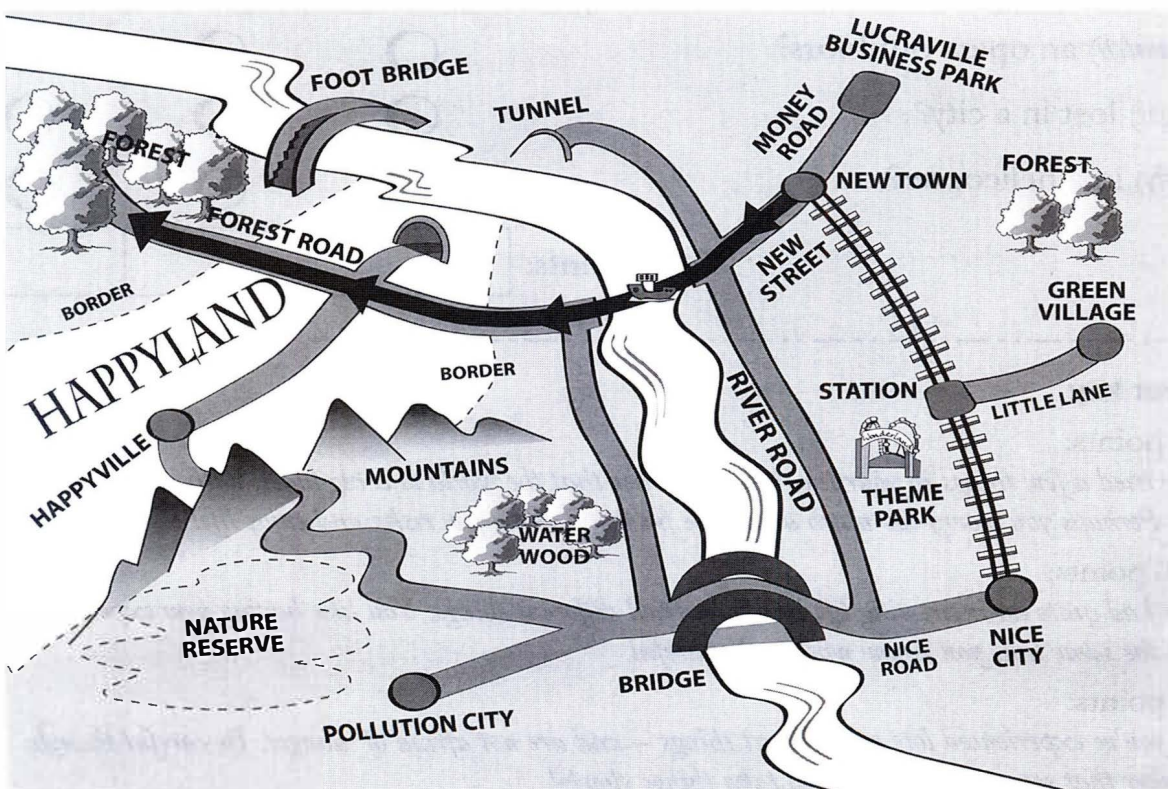 LUCRAVILLE
BUSINESS PARK
FOOT BRIDGE
TUNNEL
MONEY
ROAD
FOREST
NEW TOWN
FOREST
FOREST ROAD
NEW
STREET
BORDER
GREEN
VILLAGE
HAPPYLAND
BORDER
STATION
LITTLE LANE
RIVER ROAD
HAPPYVILLE
MOUNTAINS
THEME
PARK
WATER
WOOD
NATURE
RESERVE
NICE
ROAD
NICE
CITY
BRIDGE
POLLUTION CITY